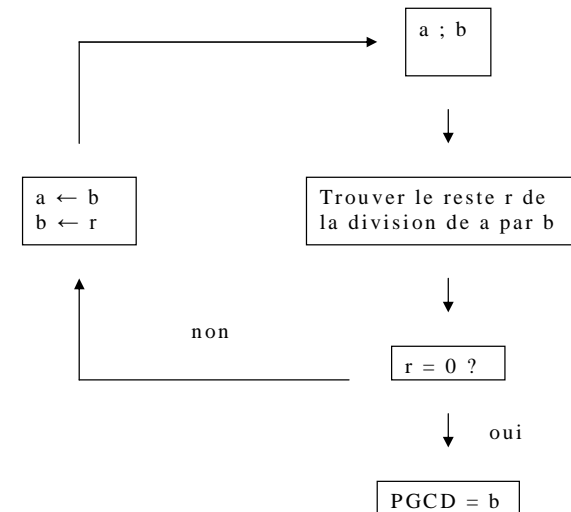 a ; b
a ← b
b ← r
Trouver le reste r de
la division de a par b
non
r = 0 ?
oui
PGCD = b